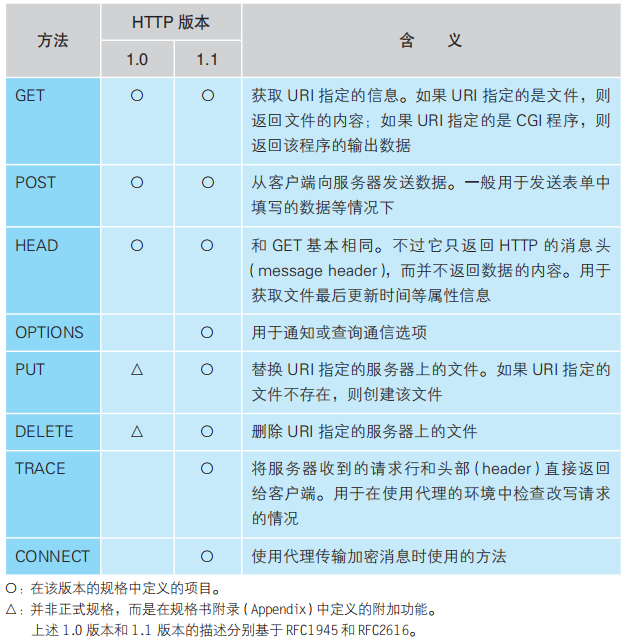 方法
HTTP 版本
含 义
1.0
1.1
GET ○ ○ 获取 URI 指定的信息。如果 URI 指定的是文件，则
返回文件的内容；如果 URI 指定的是 CGI 程序，则
返回该程序的输出数据
POST ○ ○ 从客户端向服务器发送数据。一般用于发送表单中
填写的数据等情况下
HEAD ○ ○ 和 GET 基本相同。不过它只返回 HTTP 的消息头
(message header)，而并不返回数据的内容。用于
获取文件最后更新时间等属性信息
OPTIONS ○ 用于通知或查询通信选项
PUT △ ○ 替换 URI 指定的服务器上的文件。如果 URI 指定的
文件不存在，则创建该文件
DELETE △ ○ 删除 URI 指定的服务器上的文件
TRACE ○ 将服务器收到的请求行和头部(header)直接返回
给客户端。用于在使用代理的环境中检查改写请求
的情况
CONNECT ○ 使用代理传输加密消息时使用的方法
○：在该版本的规格中定义的项目。
△：并非正式规格，而是在规格书附录(Appendix)中定义的附加功能。
上述 1.0 版本和 1.1 版本的描述分别基于 RFC1945 和 RFC2616。